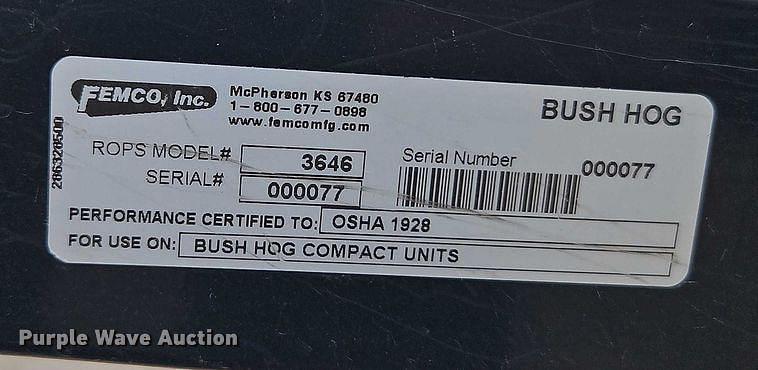 FEMCO, Inc.
McPherson KS 67460
1-800-677-0898
www.femcomfg.com
BUSH HOG
286328500
ROPS MODEL# 3646
Serial Number 000077
SERIAL# 000077
PERFORMANCE CERTIFIED TO: OSHA 1928
FOR USE ON: BUSH HOG COMPACT UNITS
Purple Wave Auction